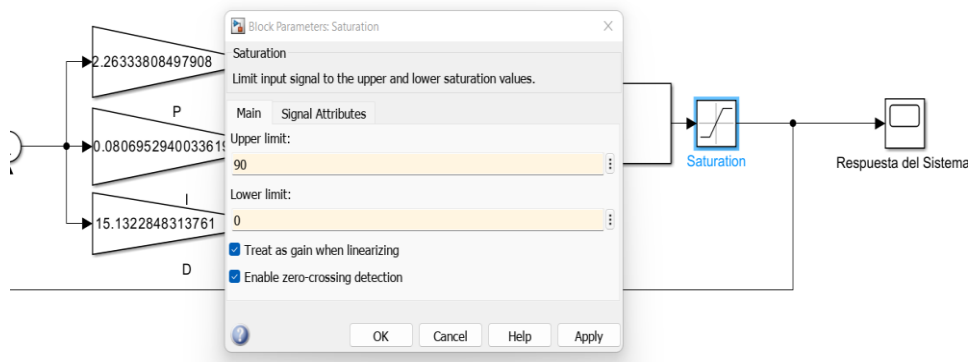 Block Parameters: Saturation
Saturation
Limit input signal to the upper and lower saturation values.
Main Signal Attributes
Upper limit:
90
Lower limit:
0
Treat as gain when linearizing
Enable zero-crossing detection
OK Cancel Help Apply
2.26333808497908
P
0.0806952940033619
I
15.1322848313761
D
Saturation
Respuesta del Sistema